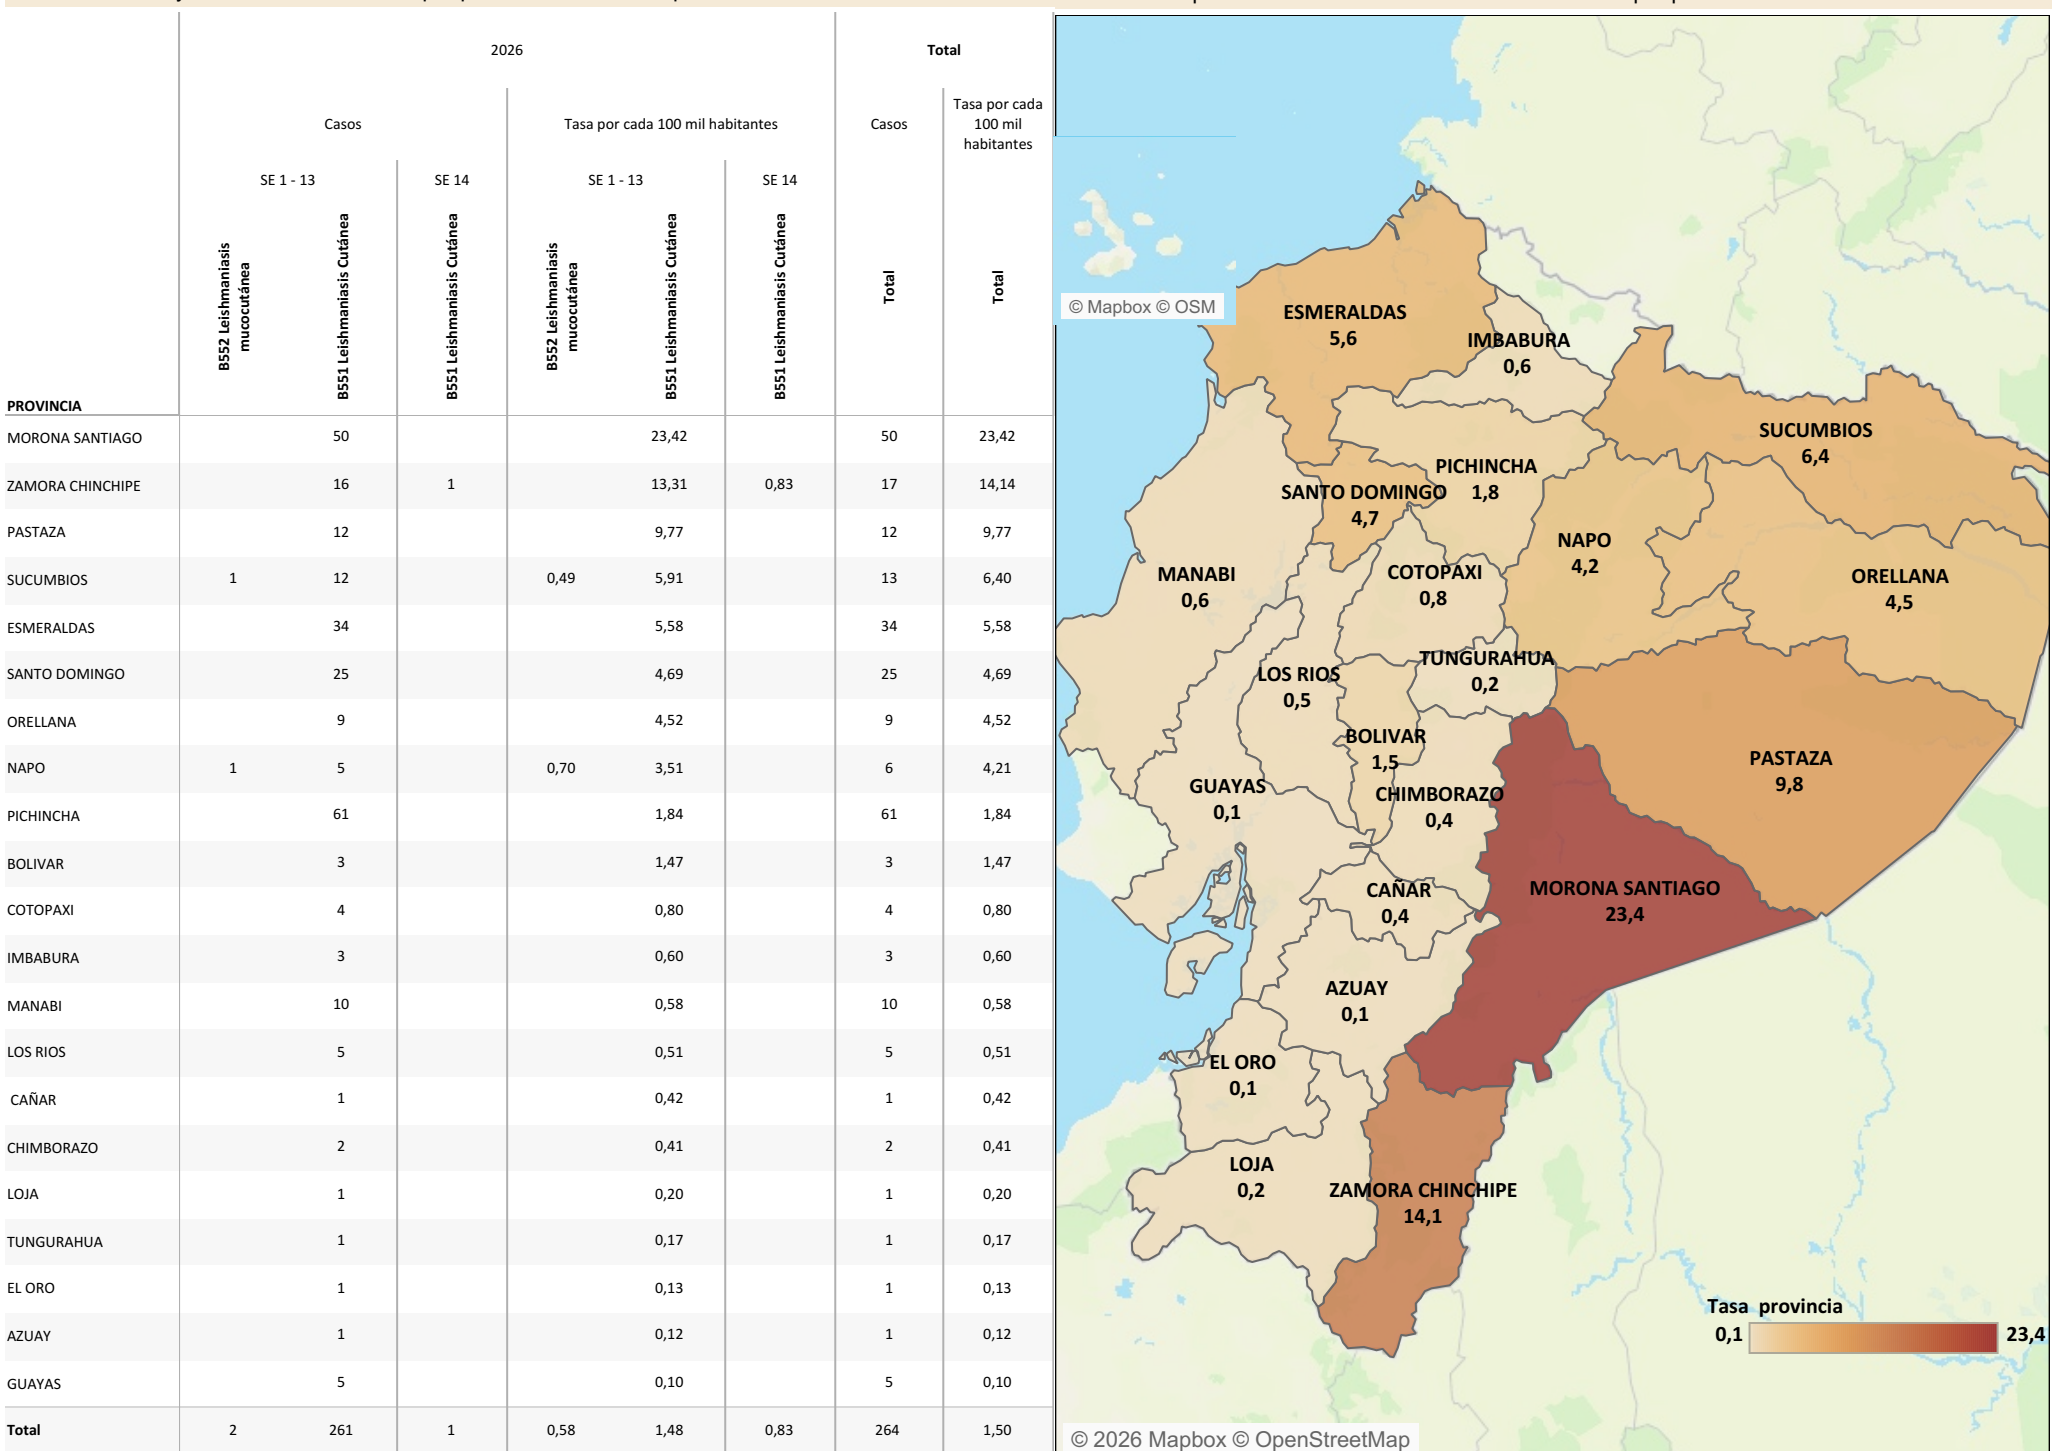 2026
Total
Casos
Tasa por cada 100 mil habitantes
Casos
Tasa por cada
100 mil
habitantes
SE 1 - 13
SE 14
SE 1 - 13
SE 14
B552 Leishmaniasis
mucocutánea
B551 Leishmaniasis Cutánea
B551 Leishmaniasis Cutánea
B552 Leishmaniasis
mucocutánea
B551 Leishmaniasis Cutánea
B551 Leishmaniasis Cutánea
Total
Total
PROVINCIA
MORONA SANTIAGO 50 23,42 50 23,42
ZAMORA CHINCHIPE 16 1 13,31 0,83 17 14,14
PASTAZA 12 9,77 12 9,77
SUCUMBIOS 1 12 0,49 5,91 13 6,40
ESMERALDAS 34 5,58 34 5,58
SANTO DOMINGO 25 4,69 25 4,69
ORELLANA 9 4,52 9 4,52
NAPO 1 5 0,70 3,51 6 4,21
PICHINCHA 61 1,84 61 1,84
BOLIVAR 3 1,47 3 1,47
COTOPAXI 4 0,80 4 0,80
IMBABURA 3 0,60 3 0,60
MANABI 10 0,58 10 0,58
LOS RIOS 5 0,51 5 0,51
CAÑAR 1 0,42 1 0,42
CHIMBORAZO 2 0,41 2 0,41
LOJA 1 0,20 1 0,20
TUNGURAHUA 1 0,17 1 0,17
EL ORO 1 0,13 1 0,13
AZUAY 1 0,12 1 0,12
GUAYAS 5 0,10 5 0,10
Total 2 261 1 0,58 1,48 0,83 264 1,50
© Mapbox © OSM
ESMERALDAS
5,6
IMBABURA
0,6
SUCUMBIOS
6,4
PICHINCHA
1,8
SANTO DOMINGO
4,7
NAPO
4,2
MANABI
0,6
COTOPAXI
0,8
ORELLANA
4,5
TUNGURAHUA
0,2
LOS RIOS
0,5
BOLIVAR
1,5
PASTAZA
9,8
GUAYAS
0,1
CHIMBORAZO
0,4
CAÑAR
0,4
MORONA SANTIAGO
23,4
AZUAY
0,1
EL ORO
0,1
LOJA
0,2
ZAMORA CHINCHIPE
14,1
Tasa provincia
0,1 23,4
© 2026 Mapbox © OpenStreetMap